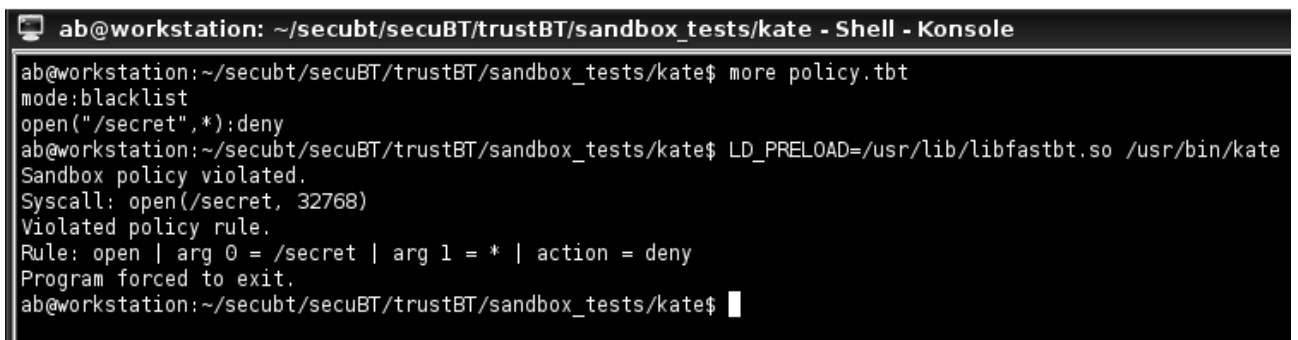 ab@workstation: ~/secubt/secuBT/trustBT/sandbox_tests/kate - Shell - Konsole
ab@workstation:~/secubt/secuBT/trustBT/sandbox_tests/kate$ more policy.tbt
mode:blacklist
open("/secret",*):deny
ab@workstation:~/secubt/secuBT/trustBT/sandbox_tests/kate$ LD_PRELOAD=/usr/lib/libfastbt.so /usr/bin/kate
Sandbox policy violated.
Syscall: open(/secret, 32768)
Violated policy rule.
Rule: open | arg 0 = /secret | arg 1 = * | action = deny
Program forced to exit.
ab@workstation:~/secubt/secuBT/trustBT/sandbox_tests/kate$